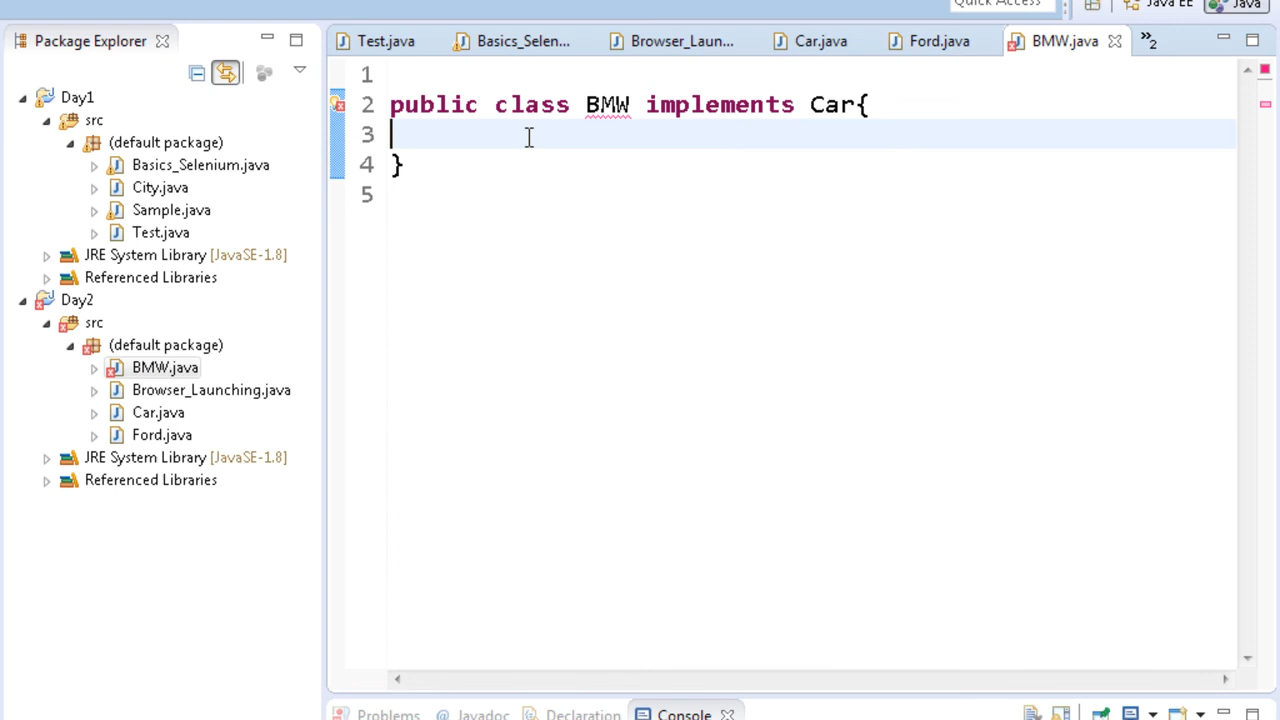 Quick Access
Java EE
Java
Package Explorer
Test.java
Basics_Selen...
Browser_Laun...
Car.java
Ford.java
BMW.java
»2
Day1
src
(default package)
Basics_Selenium.java
City.java
Sample.java
Test.java
JRE System Library [JavaSE-1.8]
Referenced Libraries
Day2
src
(default package)
BMW.java
Browser_Launching.java
Car.java
Ford.java
JRE System Library [JavaSE-1.8]
Referenced Libraries
1
2 public class BMW implements Car{
3
4 }
5
Problems
@ Javadoc
Declaration
Console